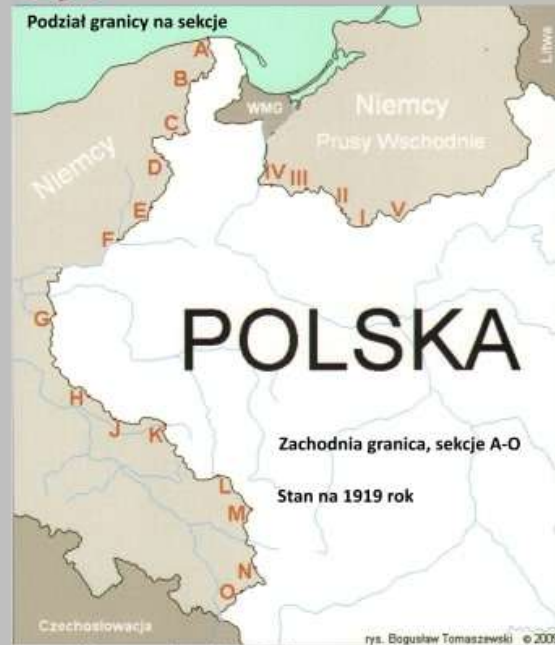 Podział granicy na sekcje
A
Litwa
B
WMG
Niemcy
Prusy Wschodnie
C
Niemcy
D
IV
III
II
E
I
V
F
G
POLSKA
H
J
K
Zachodnia granica, sekcje A-O
L
Stan na 1919 rok
M
N
O
Czechosłowacja
rys. Bogusław Tomaszewski © 2009